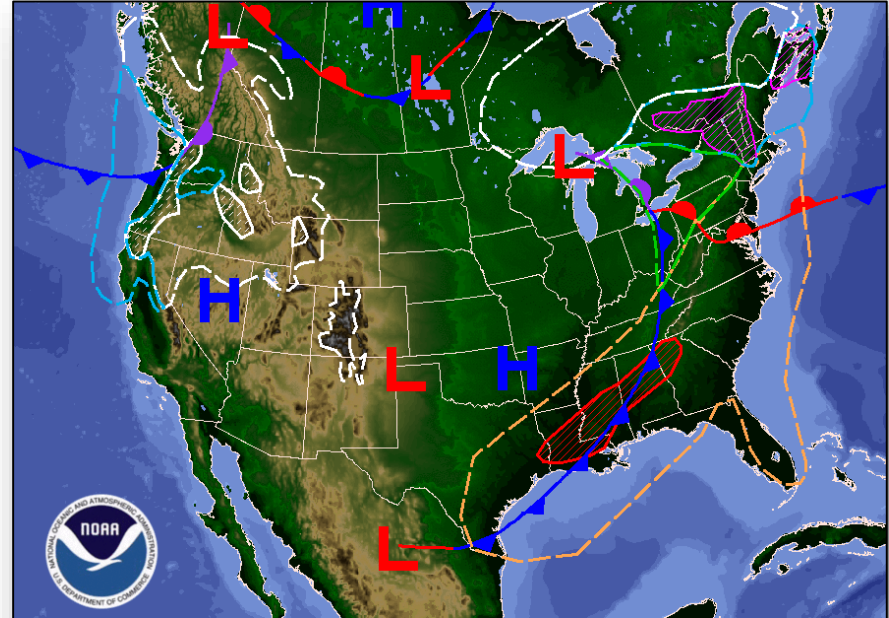 H
L
L
L
H
H
L
L
NATIONAL OCEANIC AND ATMOSPHERIC ADMINISTRATION
NOAA
U.S. DEPARTMENT OF COMMERCE